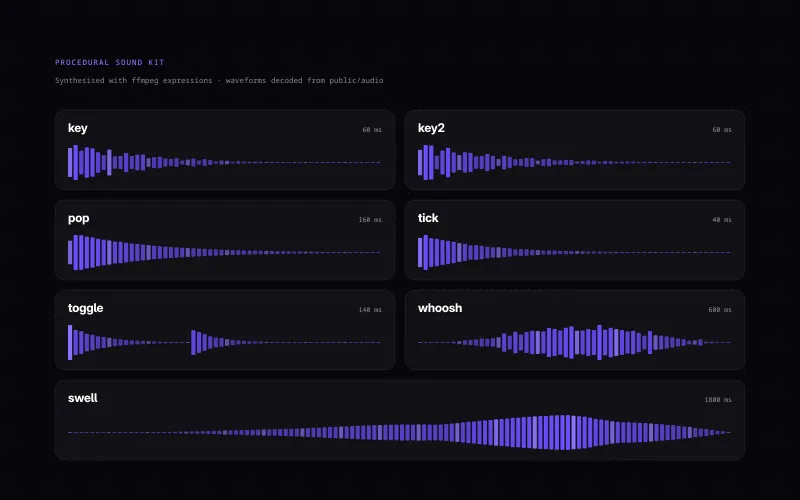 PROCEDURAL SOUND KIT
Synthesised with ffmpeg expressions · waveforms decoded from public/audio
key
60 ms
key2
60 ms
pop
160 ms
tick
40 ms
toggle
140 ms
whoosh
600 ms
swell
1800 ms